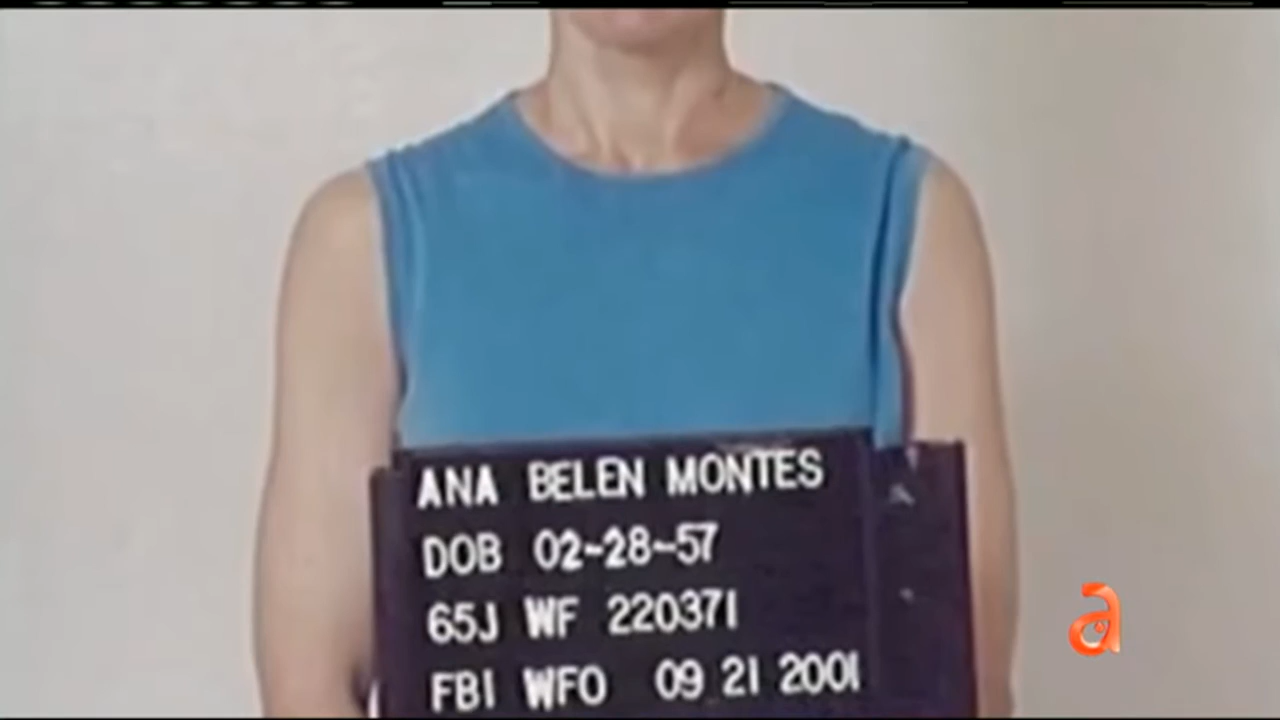 ANA BELEN MONTES
DOB 02-28-57
65J WF 220371
FBI WFO 09 21 2001
a